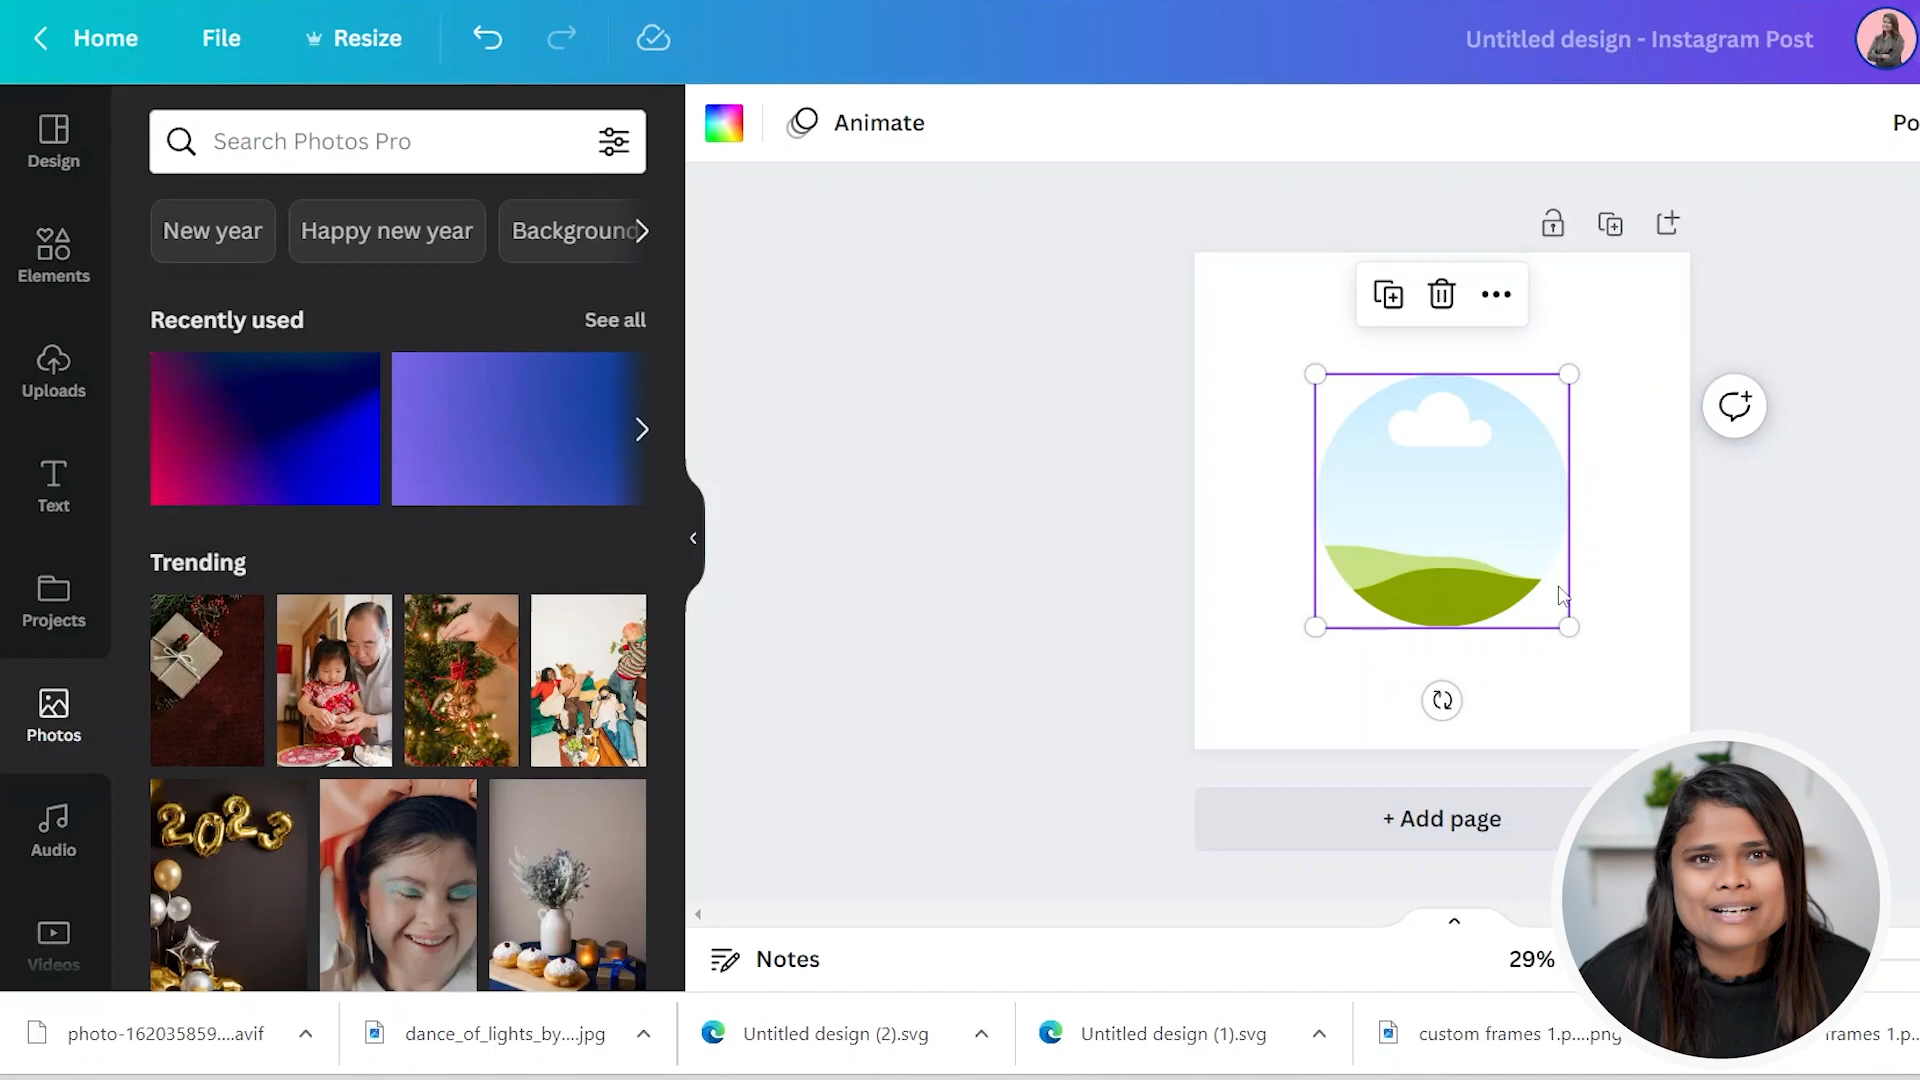 Home
File
Resize
Untitled design - Instagram Post
Design
Elements
Uploads
Text
Projects
Photos
Audio
Videos
Search Photos Pro
New year
Happy new year
Background
Recently used
See all
Trending
2023
Animate
Po
+ Add page
Notes
29%
photo-162035859....avif
dance_of_lights_by....jpg
Untitled design (2).svg
Untitled design (1).svg
custom frames 1.p....png
frames 1.p..